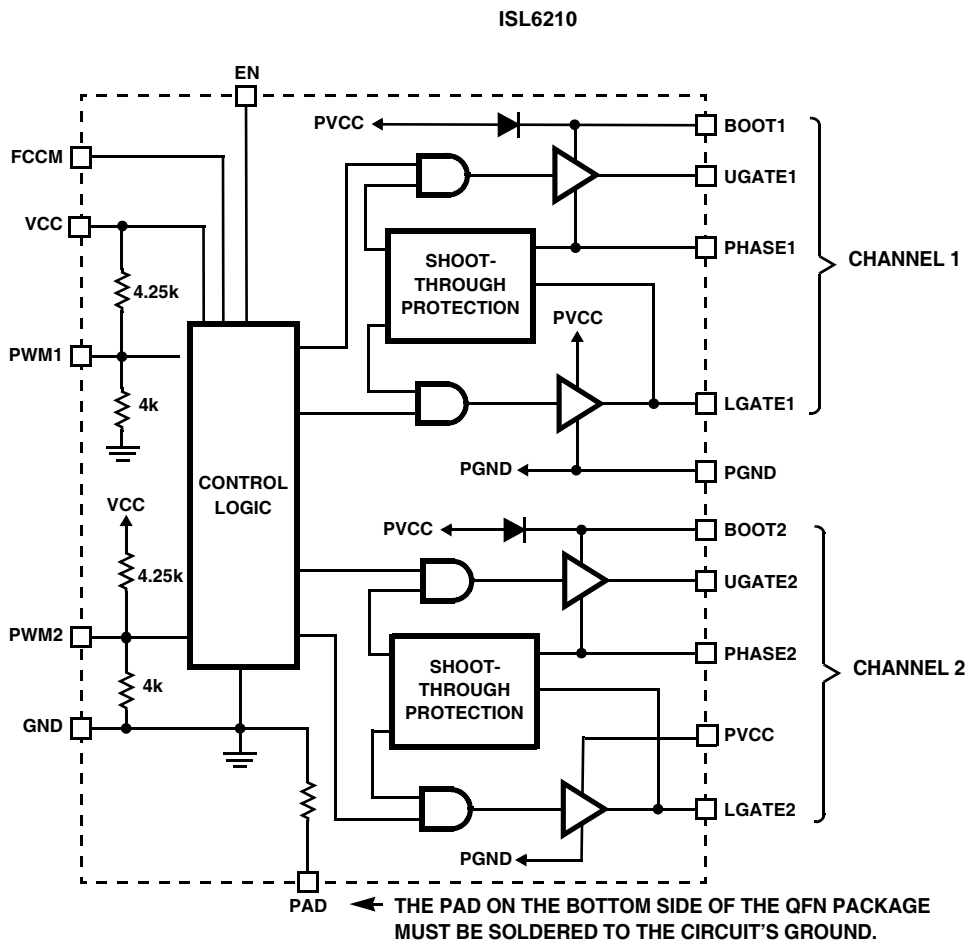 ISL6210
EN
PVCC
BOOT1
FCCM
UGATE1
VCC
PHASE1
CHANNEL 1
SHOOT-
THROUGH
PROTECTION
4.25k
PVCC
PWM1
4k
LGATE1
PGND
PGND
CONTROL
LOGIC
VCC
PVCC
BOOT2
4.25k
UGATE2
PWM2
PHASE2
CHANNEL 2
SHOOT-
THROUGH
PROTECTION
4k
GND
PVCC
LGATE2
PGND
PAD
THE PAD ON THE BOTTOM SIDE OF THE QFN PACKAGE
MUST BE SOLDERED TO THE CIRCUIT'S GROUND.